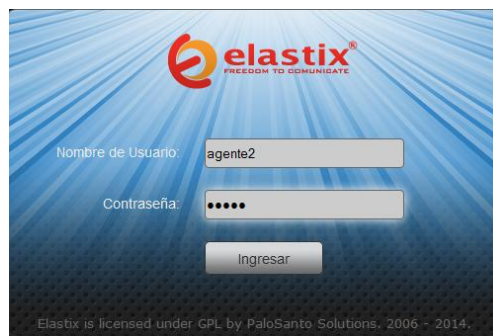 elastix®
FREEDOM TO COMUNICATE
Nombre de Usuario:
agente2
Contraseña:
•••••
Ingresar
Elastix is licensed under GPL by PaloSanto Solutions. 2006 - 2014.